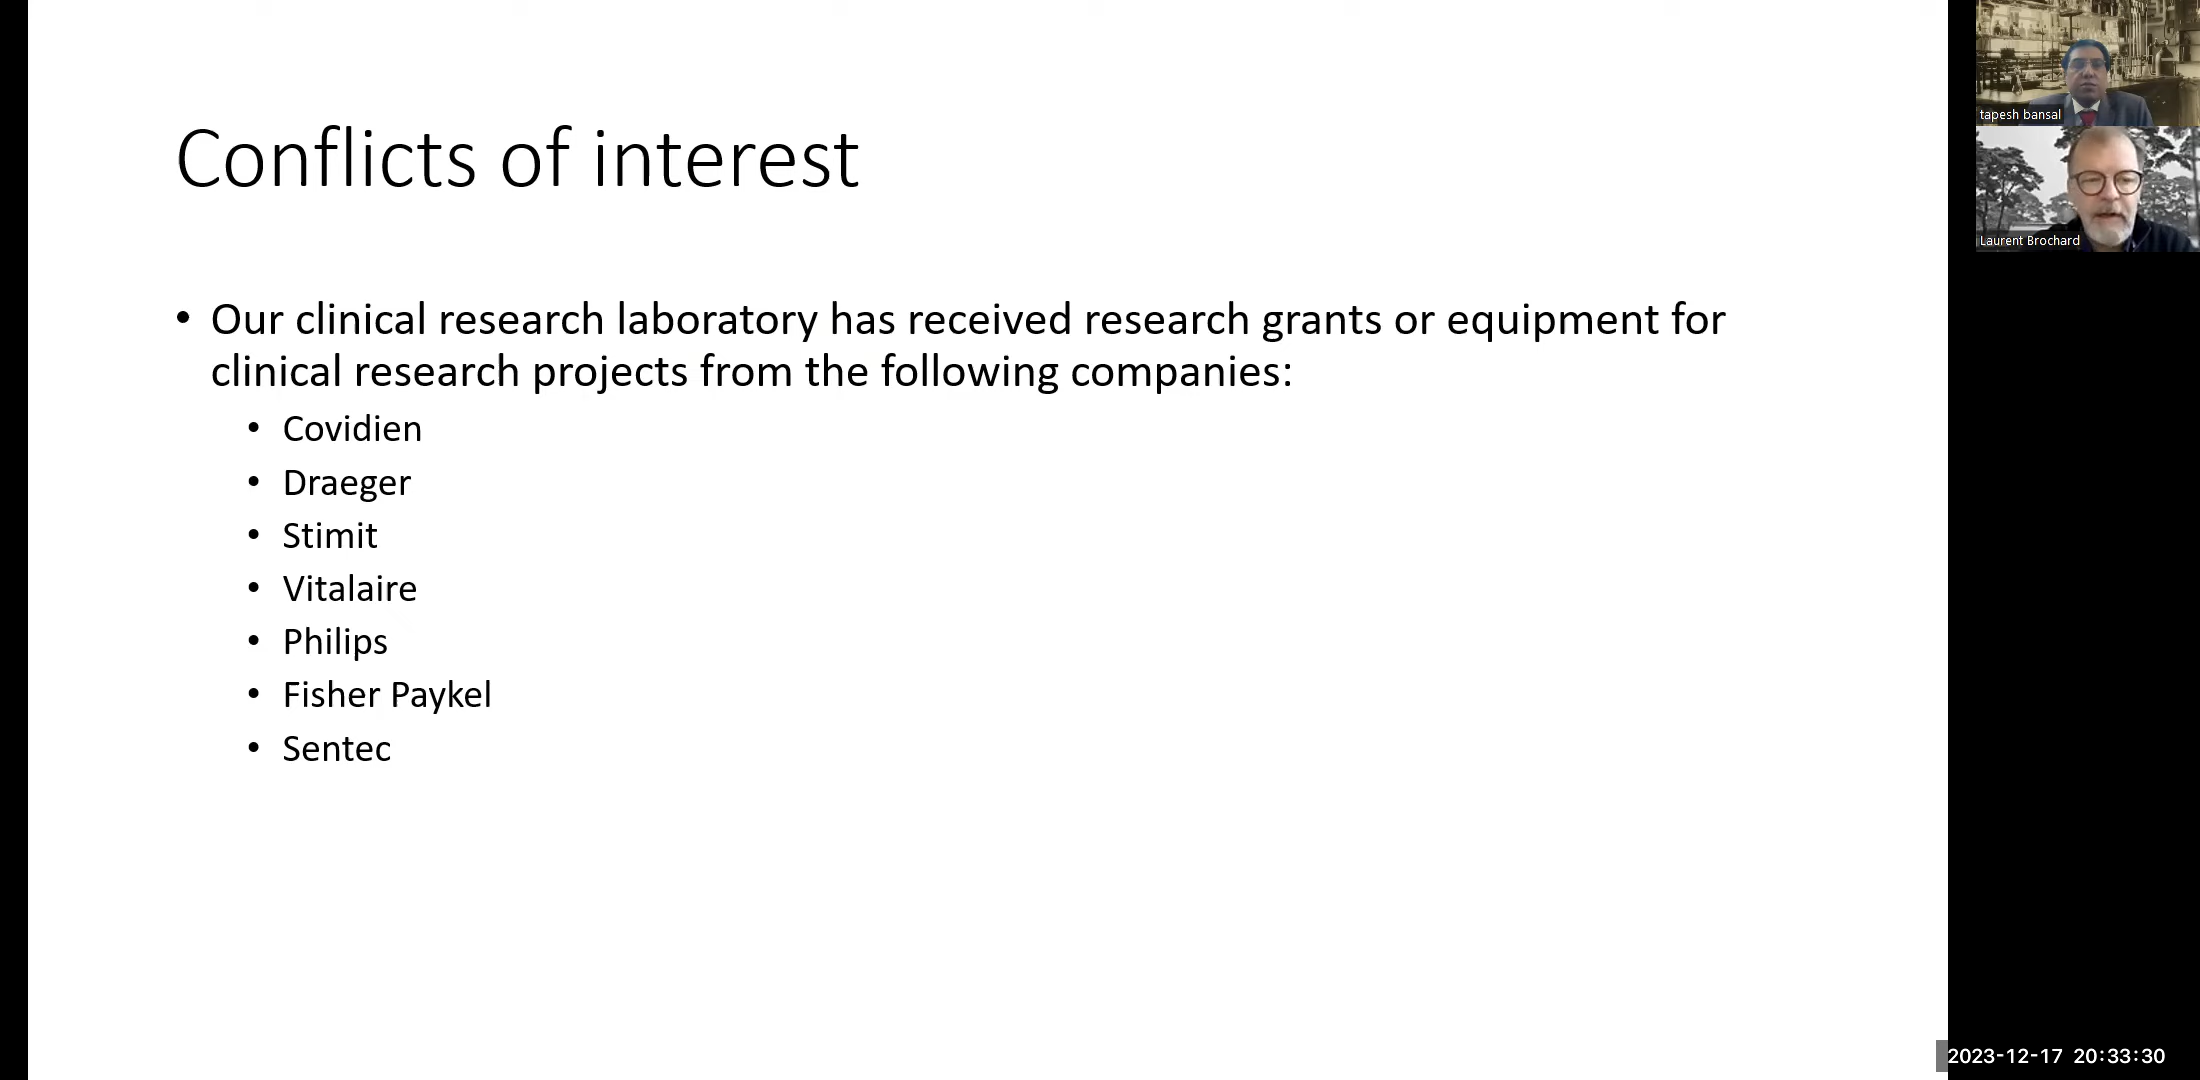 Conflicts of interest
• Our clinical research laboratory has received research grants or equipment for
clinical research projects from the following companies:
• Covidien
• Draeger
• Stimit
• Vitalaire
• Philips
• Fisher Paykel
• Sentec
tapesh bansal
Laurent Brochard
2023-12-17 20:33:30